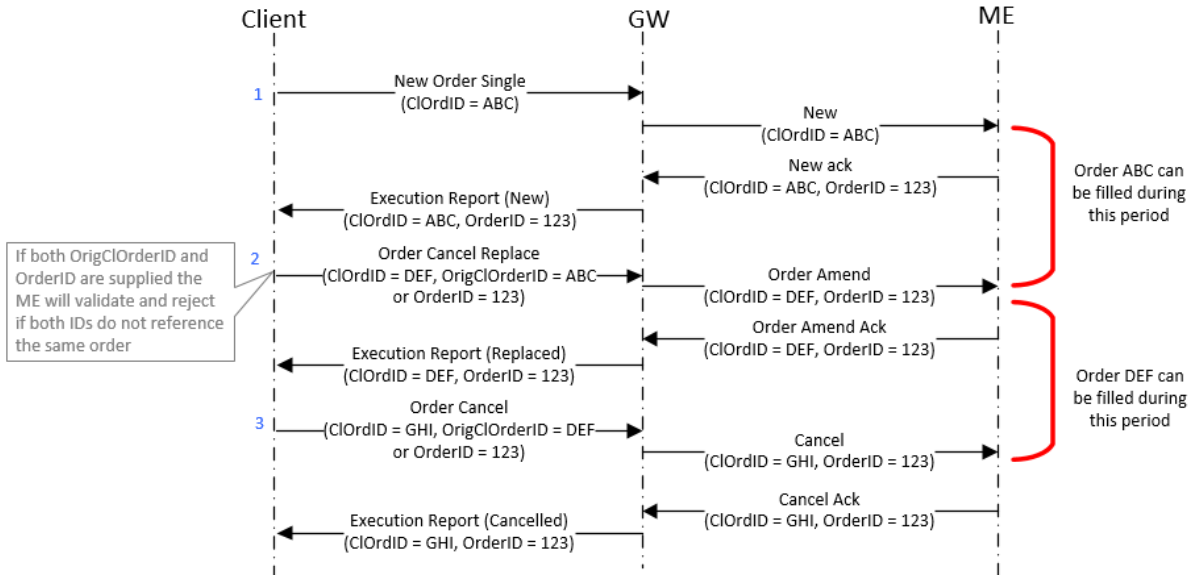 Client
GW
ME
1
New Order Single
(ClOrdID = ABC)
New
(ClOrdID = ABC)
New ack
(ClOrdID = ABC, OrderID = 123)
Execution Report (New)
(ClOrdID = ABC, OrderID = 123)
Order ABC can
be filled during
this period
If both OrigClOrderID and
OrderID are supplied the
ME will validate and reject
if both IDs do not reference
the same order
2
Order Cancel Replace
(ClOrdID = DEF, OrigClOrderID = ABC
or OrderID = 123)
Order Amend
(ClOrdID = DEF, OrderID = 123)
Order Amend Ack
(ClOrdID = DEF, OrderID = 123)
Execution Report (Replaced)
(ClOrdID = DEF, OrderID = 123)
Order DEF can
be filled during
this period
3
Order Cancel
(ClOrdID = GHI, OrigClOrderID = DEF
or OrderID = 123)
Cancel
(ClOrdID = GHI, OrderID = 123)
Cancel Ack
(ClOrdID = GHI, OrderID = 123)
Execution Report (Cancelled)
(ClOrdID = GHI, OrderID = 123)